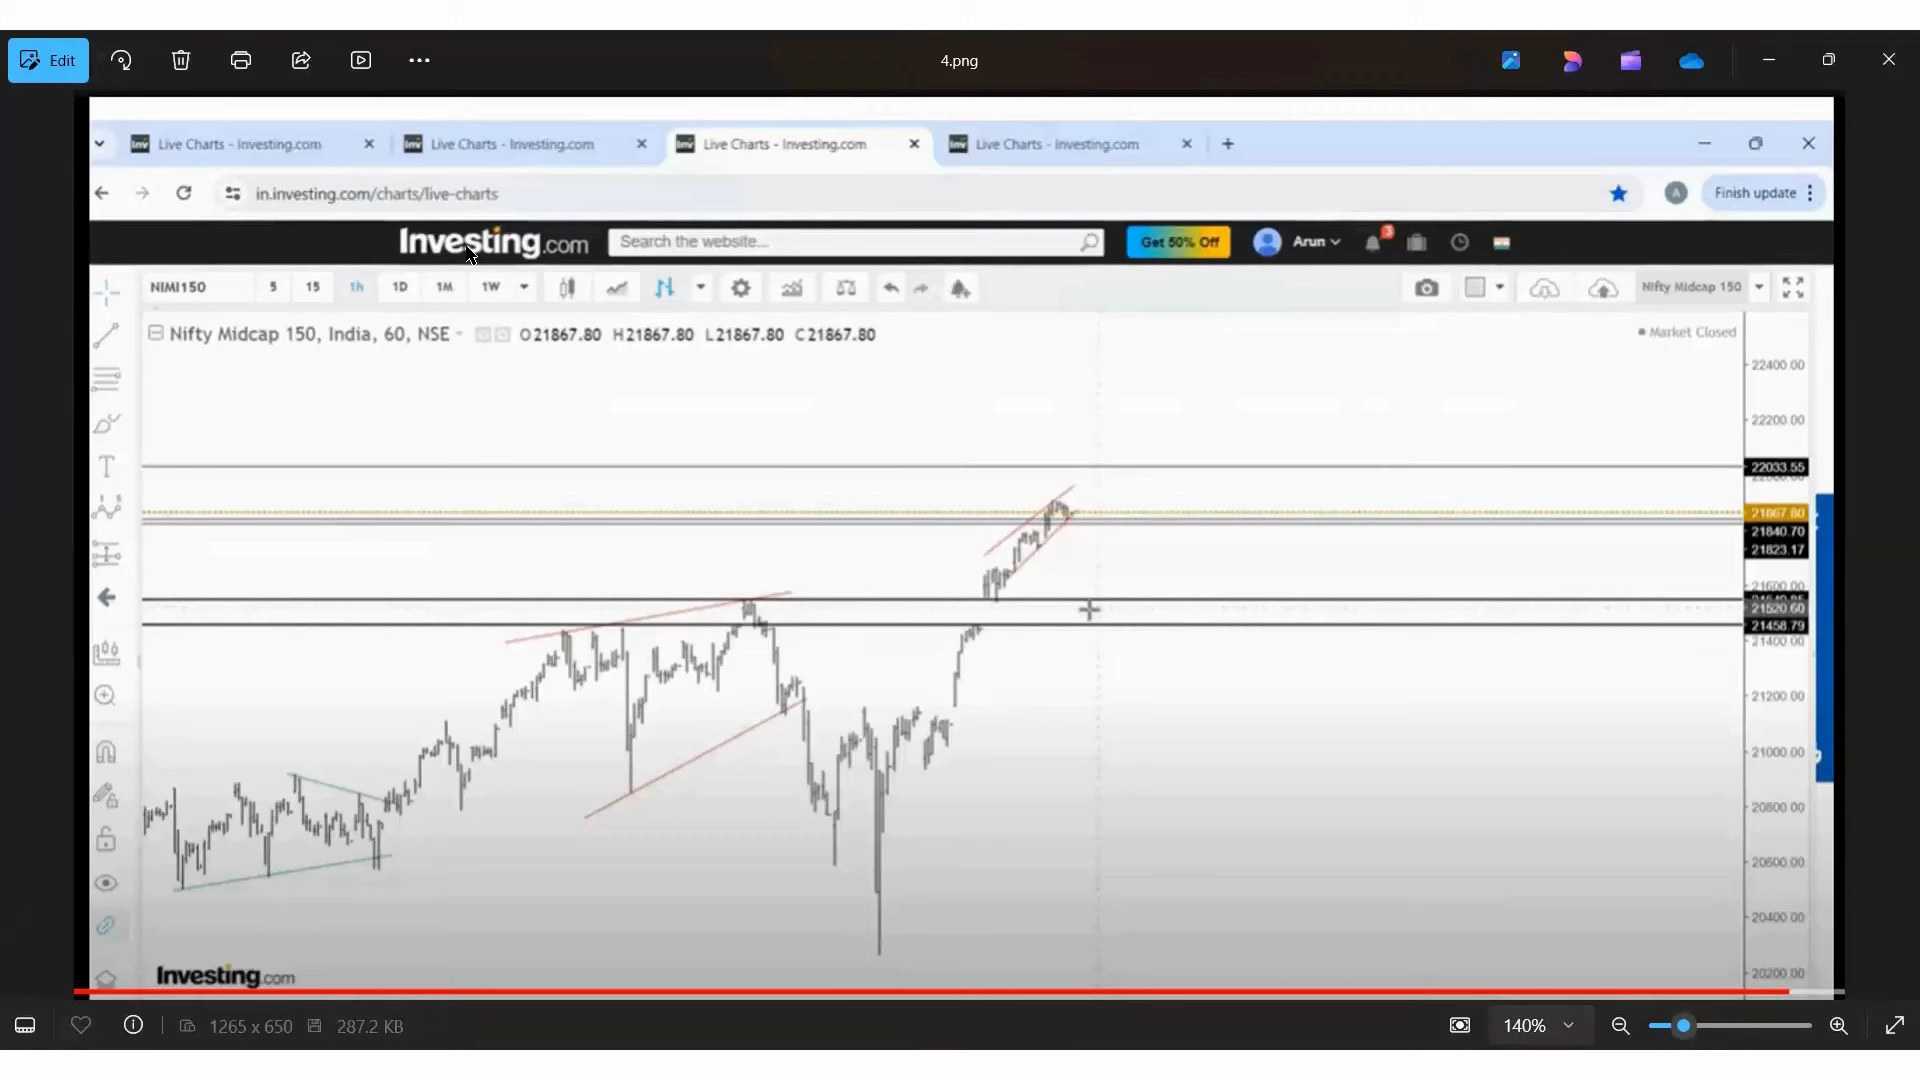 Edit
4.png
Live Charts - Investing.com
Live Charts - Investing.com
Live Charts - Investing.com
Live Charts - Investing.com
in.investing.com/charts/live-charts
A
Finish update
Investing.com
Search the website...
Get 50% Off
Arun
3
NIMI150 5 15 1h 1D 1M 1W
Nifty Midcap 150
Nifty Midcap 150, India, 60, NSE
O21867.80 H21867.80 L21867.80 C21867.80
Market Closed
22400.00
22200.00
22033.55
22000.00
21867.80
21840.70
21823.17
21600.00
21520.60
21458.79
21400.00
21200.00
21000.00
20800.00
20600.00
20400.00
20200.00
Investing.com
1265 x 650
287.2 KB
140%